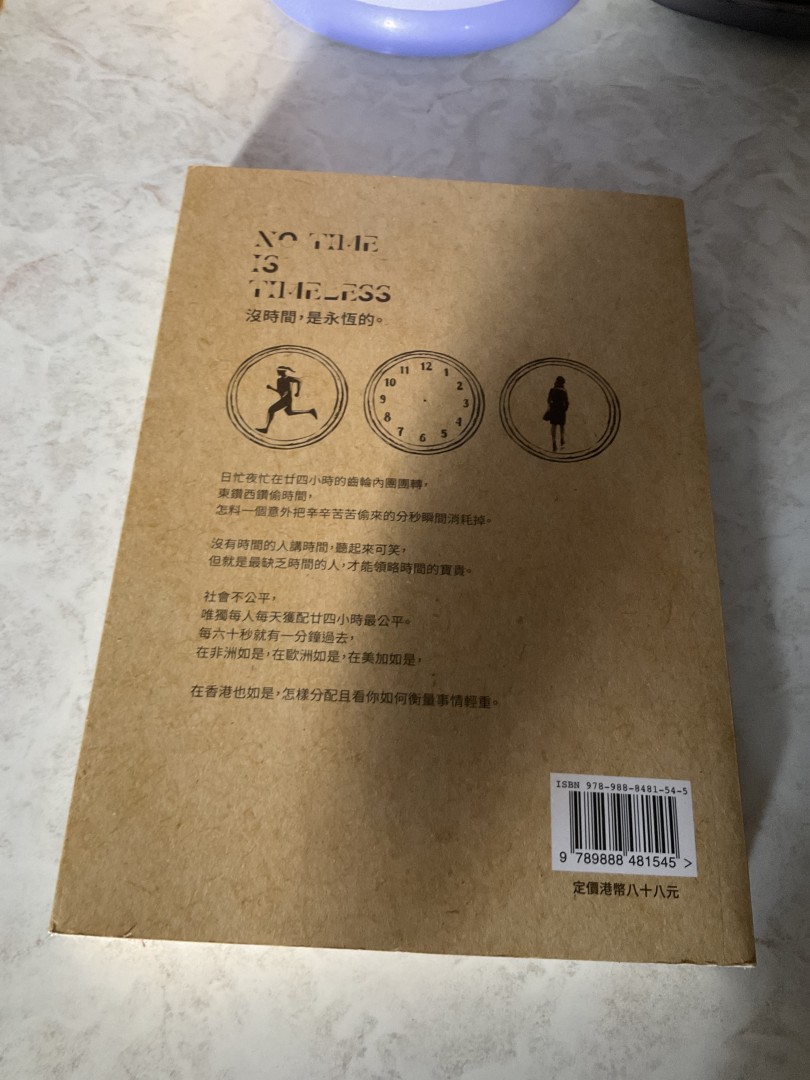 NO TIME
IS
TIMELESS
沒時間，是永恆的。
11 12 1
10 2
9 3
8 4
7 6 5
日忙夜忙在廿四小時的齒輪內團團轉，
東鑽西鑽偷時間，
怎料一個意外把辛辛苦苦偷來的分秒瞬間消耗掉。
沒有時間的人講時間，聽起來可笑，
但就是最缺乏時間的人，才能領略時間的寶貴。
社會不公平，
唯獨每人每天獲配廿四小時最公平。
每六十秒就有一分鐘過去，
在非洲如是，在歐洲如是，在美加如是，
在香港也如是，怎樣分配且看你如何衡量事情輕重。
ISBN 978-988-8481-54-5
9 789888 481545 >
定價港幣八十八元